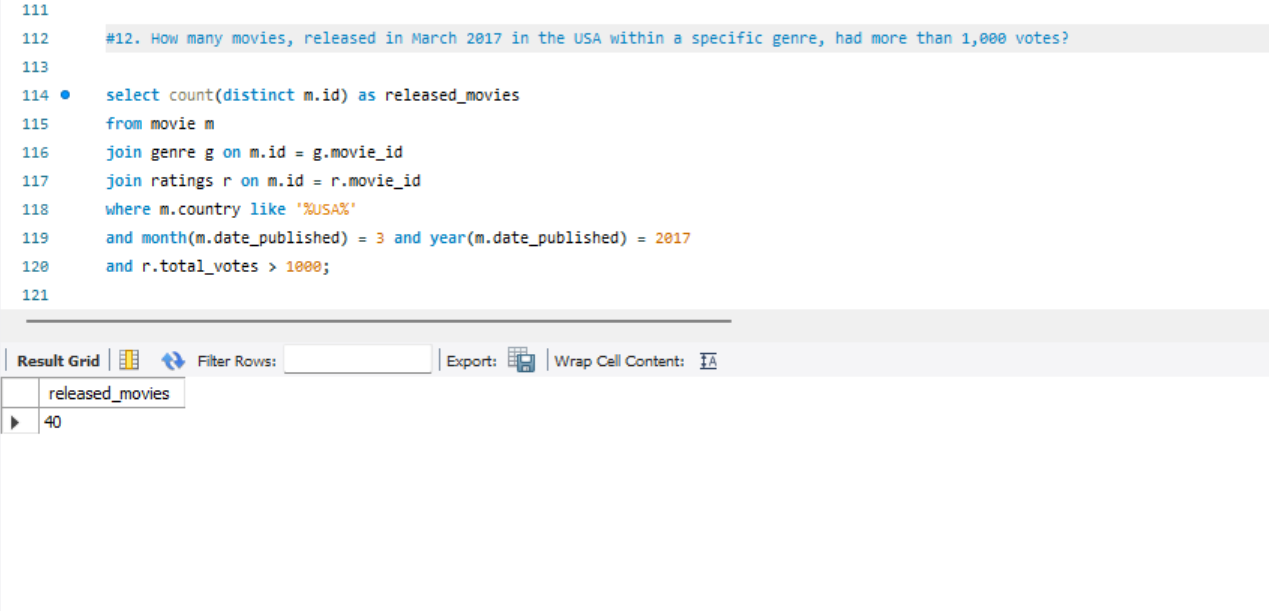 111
112 #12. How many movies, released in March 2017 in the USA within a specific genre, had more than 1,000 votes?
113
114 select count(distinct m.id) as released_movies
115 from movie m
116 join genre g on m.id = g.movie_id
117 join ratings r on m.id = r.movie_id
118 where m.country like '%USA%'
119 and month(m.date_published) = 3 and year(m.date_published) = 2017
120 and r.total_votes > 1000;
121
Result Grid Filter Rows: Export: Wrap Cell Content: IA
released_movies
40